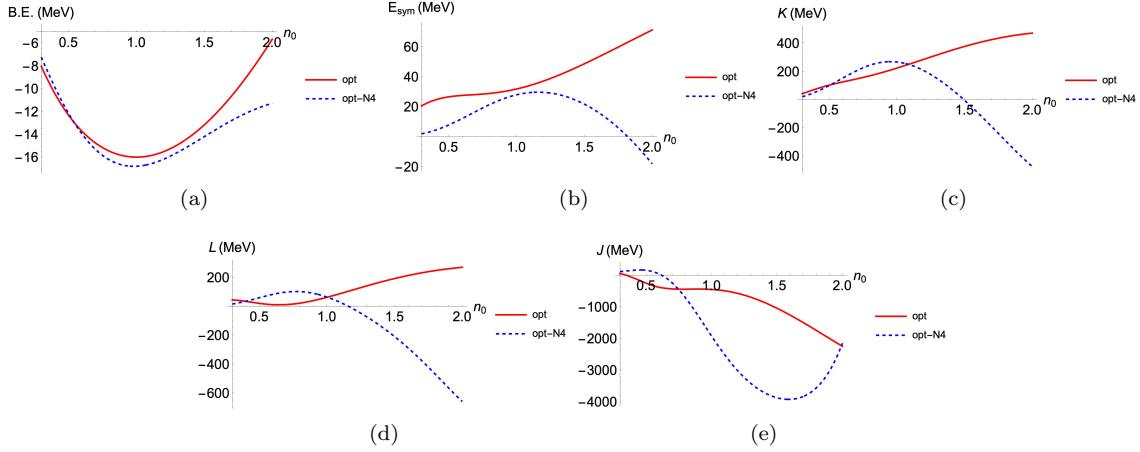 B.E. (MeV)
n₀
0.5
1.0
1.5
2.0
−6
−8
−10
−12
−14
−16
opt
opt-N4
(a)
Eₛᵧₘ (MeV)
60
40
20
−20
0.5
1.0
1.5
2.0
n₀
opt
opt-N4
(b)
K (MeV)
400
200
−200
−400
0.5
1.0
1.5
2.0
n₀
opt
opt-N4
(c)
L (MeV)
200
−200
−400
−600
0.5
1.0
1.5
2.0
n₀
opt
opt-N4
(d)
J (MeV)
−1000
−2000
−3000
−4000
0.5
1.0
1.5
2.0
n₀
opt
opt-N4
(e)